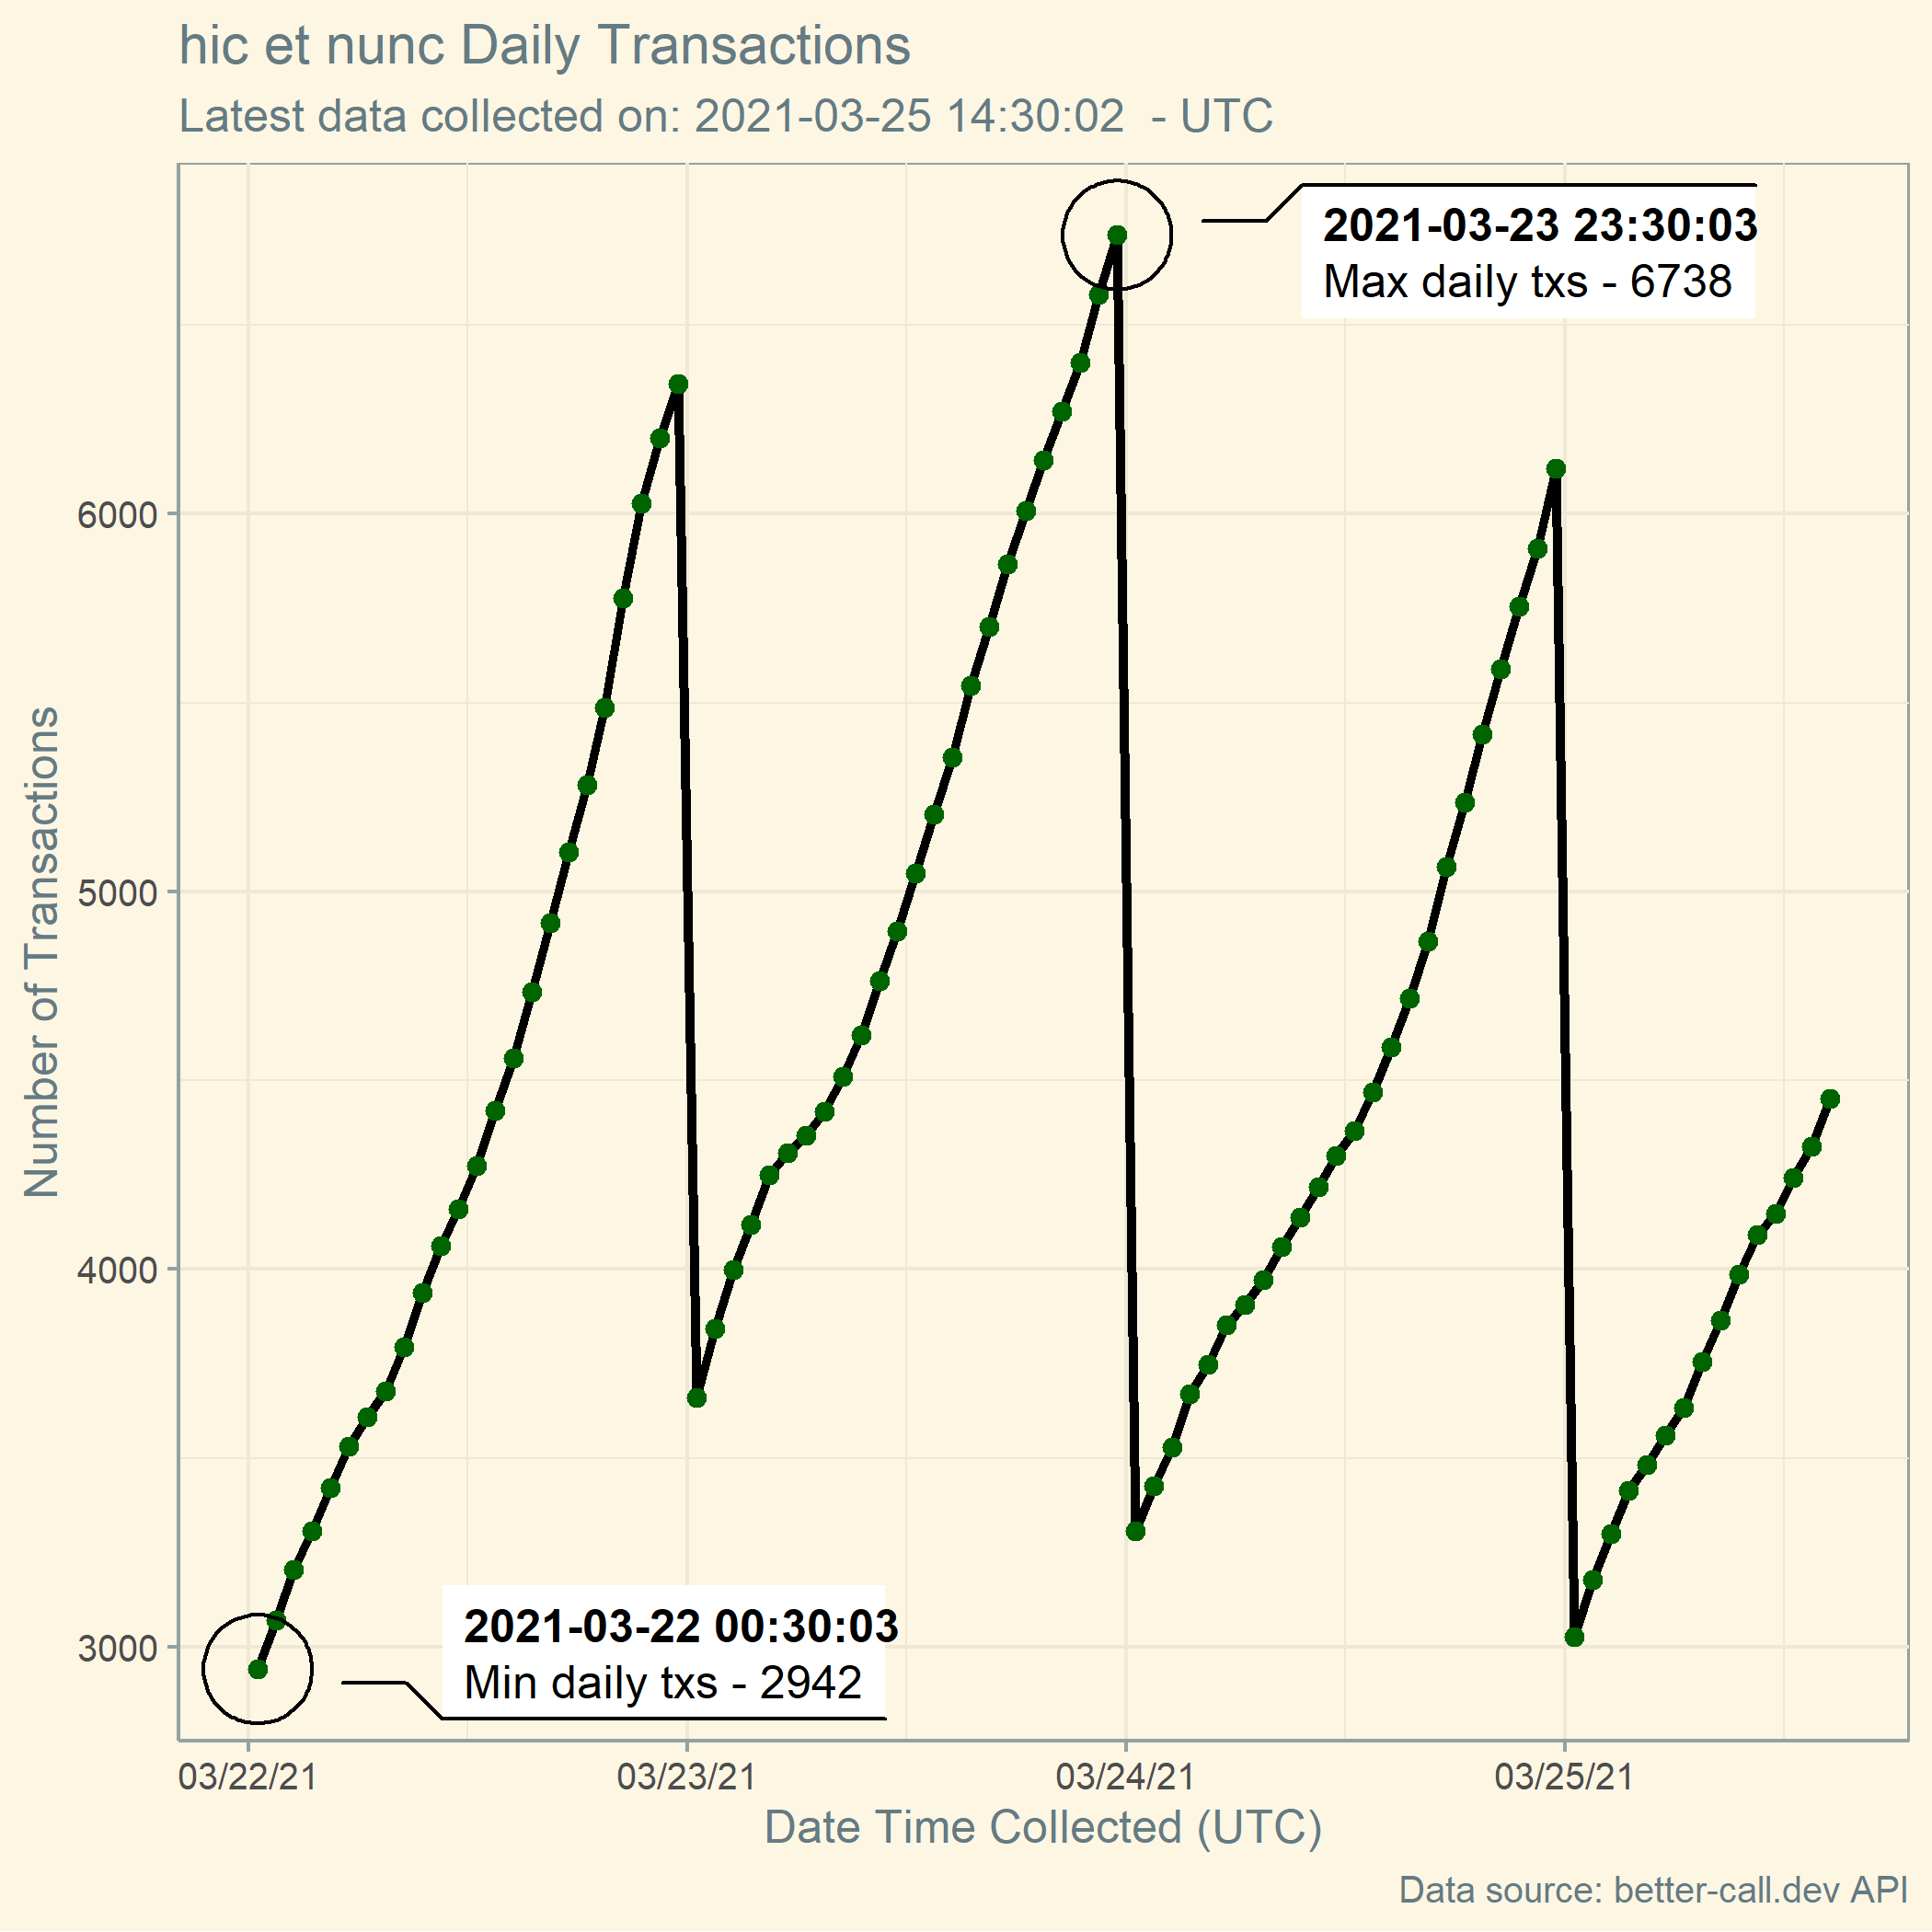 hic et nunc Daily Transactions
Latest data collected on: 2021-03-25 14:30:02  - UTC
2021-03-23 23:30:03
Max daily txs - 6738
Number of Transactions
6000
5000
4000
3000
2021-03-22 00:30:03
Min daily txs - 2942
03/22/21
03/23/21
03/24/21
03/25/21
Date Time Collected (UTC)
Data source: better-call.dev API